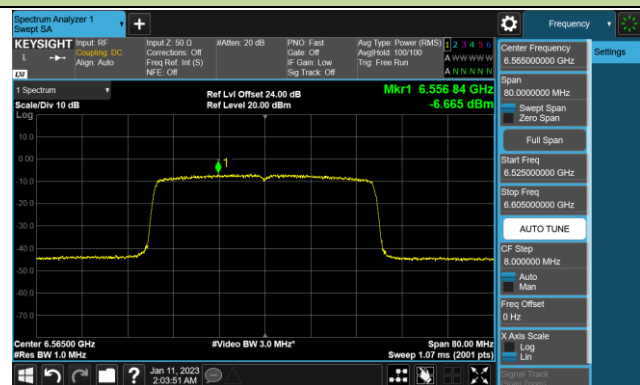 Spectrum Analyzer 1
Swept SA
Frequency
KEYSIGHT
L
LXI
Input: RF
Coupling: DC
Align: Auto
Input Z: 50 Ω
Corrections: Off
Freq Ref: Int (S)
NFE: Off
#Atten: 20 dB
PNO: Fast
Gate: Off
IF Gain: Low
Sig Track: Off
Avg Type: Power (RMS)
Avg|Hold: 100/100
Trig: Free Run
1 2 3 4 5 6
A W W W W W
A N N N N N
1 Spectrum
Scale/Div 10 dB
Log
Ref Lvl Offset 24.00 dB
Ref Level 20.00 dBm
Mkr1 6.556 84 GHz
-6.665 dBm
10.0
0.00
-10.0
-20.0
-30.0
-40.0
-50.0
-60.0
-70.0
1
Center 6.56500 GHz
#Res BW 1.0 MHz
#Video BW 3.0 MHz*
Span 80.00 MHz
Sweep 1.07 ms (2001 pts)
Center Frequency
6.565000000 GHz
Span
80.0000000 MHz
Swept Span
Zero Span
Full Span
Start Freq
6.525000000 GHz
Stop Freq
6.605000000 GHz
AUTO TUNE
CF Step
8.000000 MHz
Auto
Man
Freq Offset
0 Hz
X Axis Scale
Log
Lin
Signal Track
Settings
?
Jan 11, 2023
2:03:51 AM